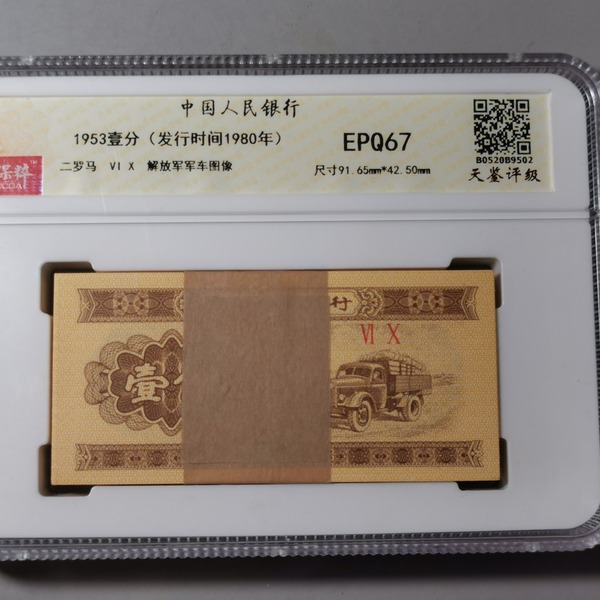 中国人民银行
1953壹分（发行时间1980年）
EPQ67
二罗马 VI X 解放军军车图像
尺寸91.65mm*42.50mm
B0520B9502
天鉴评级
行
VI X
壹